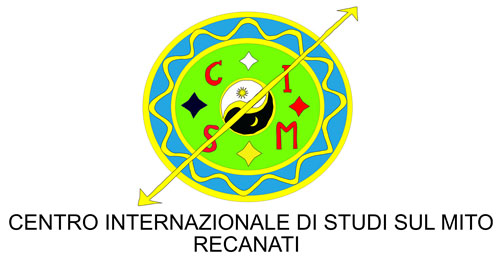 C I
S M
CENTRO INTERNAZIONALE DI STUDI SUL MITO
RECANATI